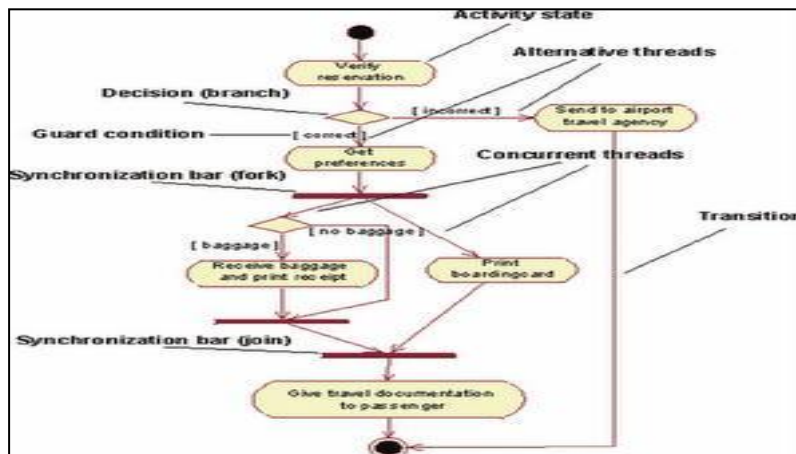 Activity state
Verify
reservation
Alternative threads
Decision (branch)
[ incorrect]
Send to airport
travel agency
Guard condition
[ correct]
Get
preferences
Concurrent threads
Synchronization bar (fork)
Transition
[ no baggage]
[ baggage]
Receive baggage
and print receipt
Print
boardingcard
Synchronization bar (join)
Give travel documentation
to passenger